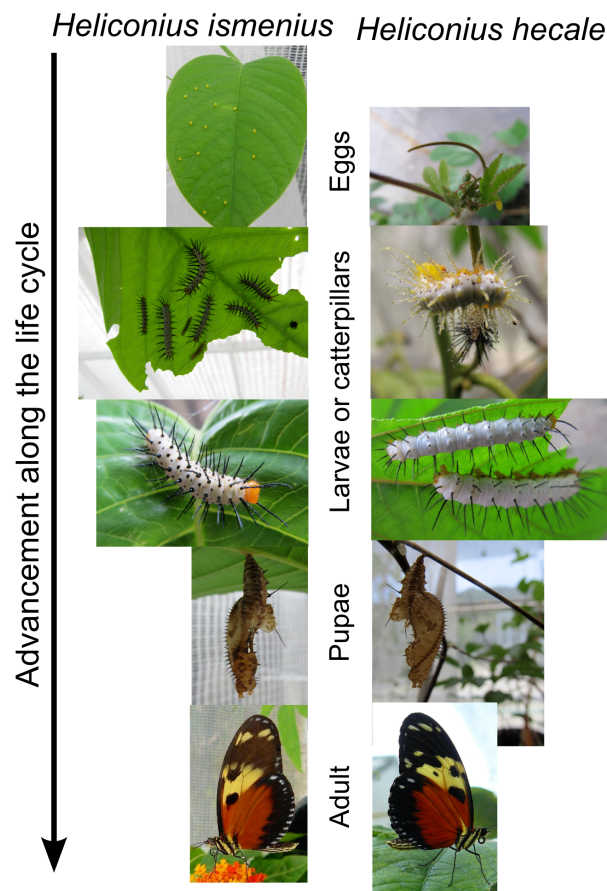 Heliconius ismenius
Heliconius hecale
Advancement along the life cycle
Eggs
Larvae or catterpillars
Pupae
Adult